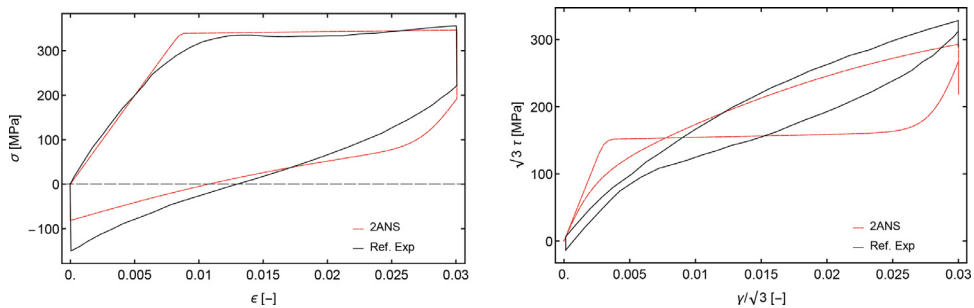 300
200
100
0
-100
σ [MPa]
2ANS
Ref. Exp
0. 0.005 0.01 0.015 0.02 0.025 0.03
ϵ [–]
300
200
100
0
√3 τ [MPa]
2ANS
Ref. Exp
0. 0.005 0.01 0.015 0.02 0.025 0.03
γ/√3 [–]